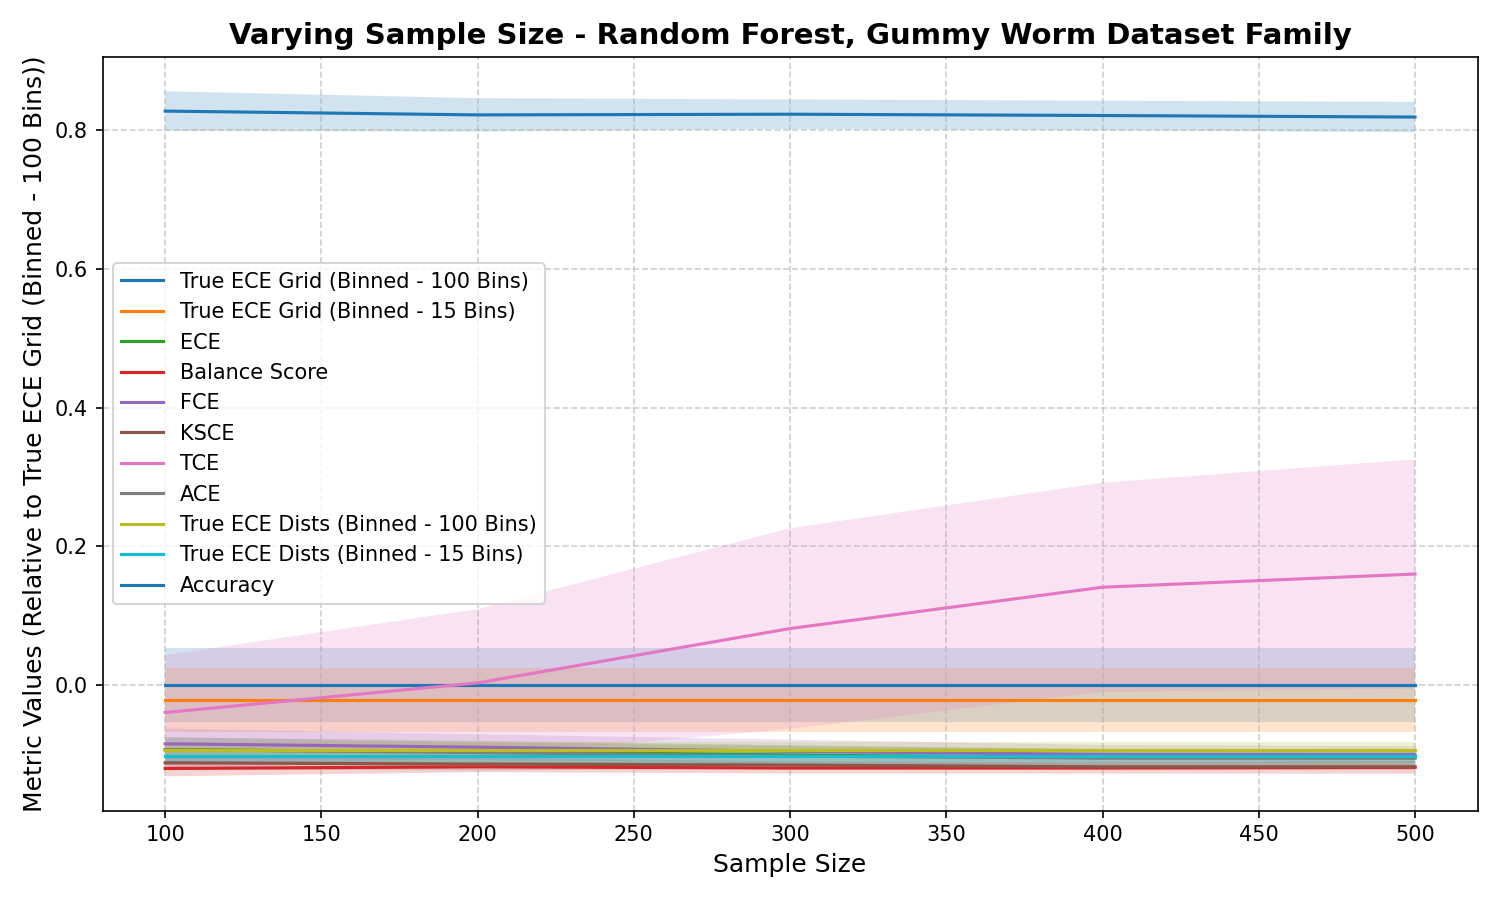 Varying Sample Size - Random Forest, Gummy Worm Dataset Family
Metric Values (Relative to True ECE Grid (Binned - 100 Bins))
0.8
0.6
0.4
0.2
0.0
True ECE Grid (Binned - 100 Bins)
True ECE Grid (Binned - 15 Bins)
ECE
Balance Score
FCE
KSCE
TCE
ACE
True ECE Dists (Binned - 100 Bins)
True ECE Dists (Binned - 15 Bins)
Accuracy
100 150 200 250 300 350 400 450 500
Sample Size